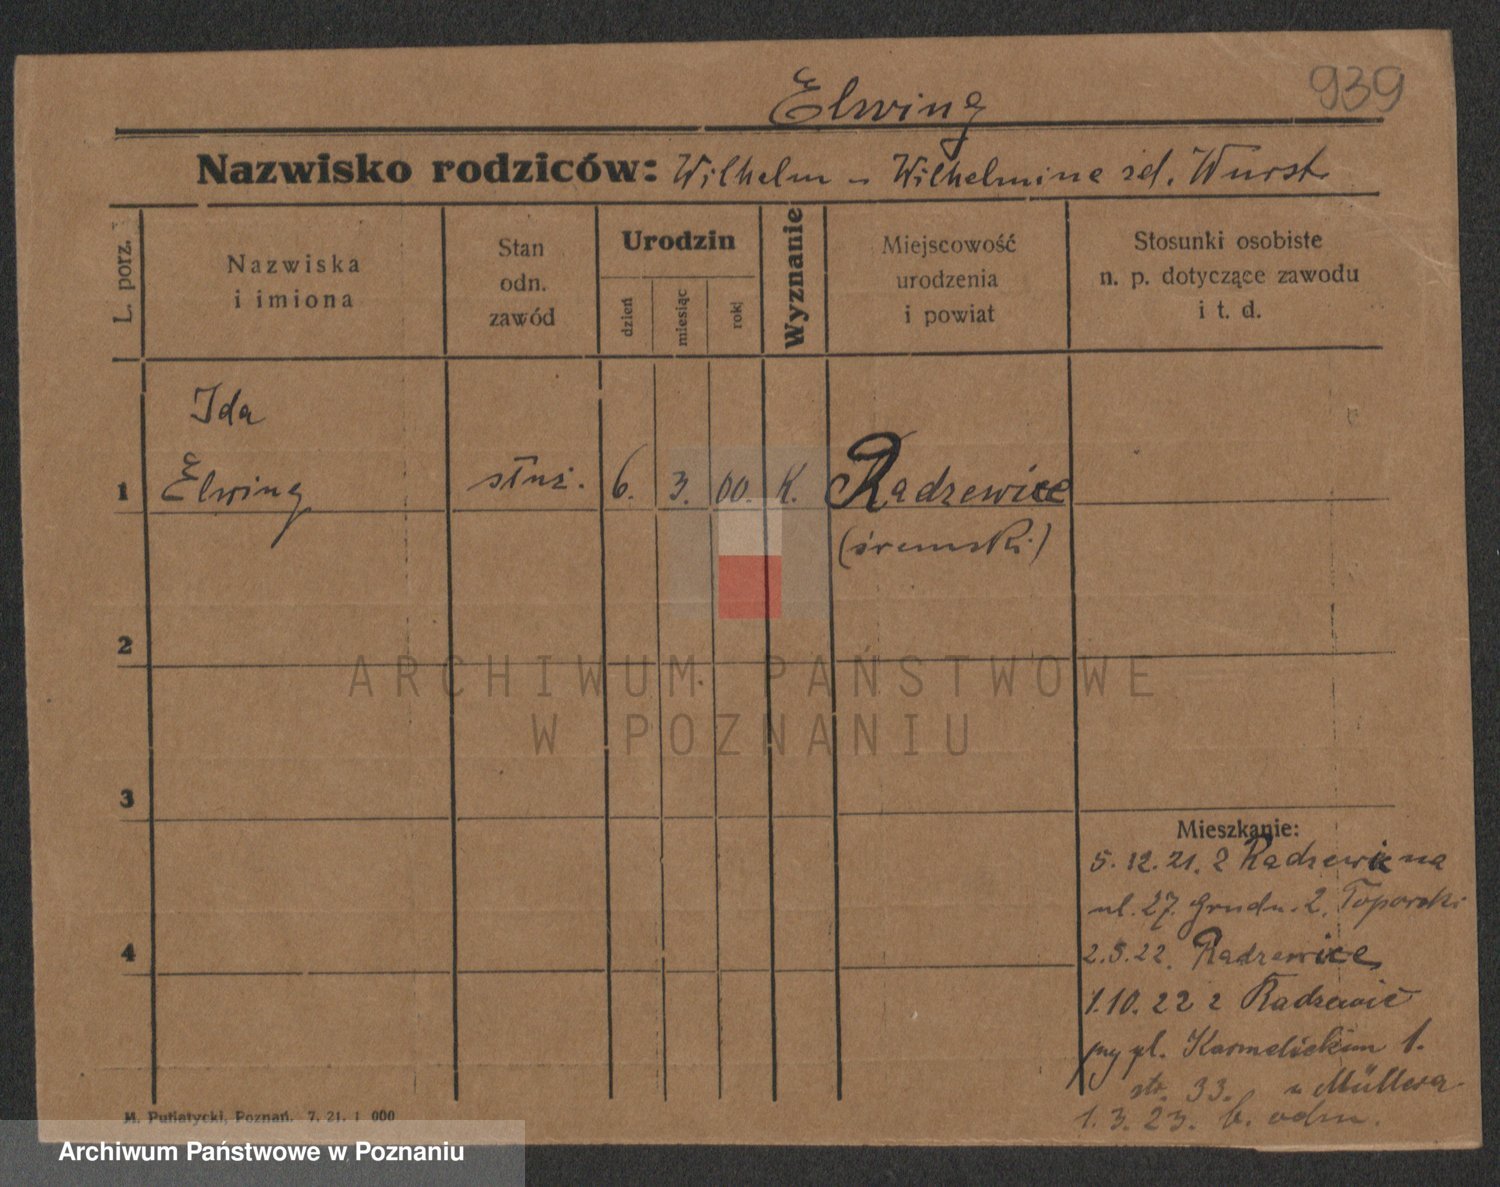 939
Elwing
Nazwisko rodziców: Wilhelm - Wilhelmine zd. Wurst
L. porz.
Nazwiska
i imiona
Stan
odn.
zawód
Urodzin
dzień
miesiąc
rok
Wyznanie
Miejscowość
urodzenia
i powiat
Stosunki osobiste
n. p. dotyczące zawodu
i t. d.
Ida
1 Elwing służ. 6. 3. 00. K. Radzewice
(śremski)
2
3
4
Mieszkanie:
5. 12. 21. z Radzewic na
ul. 27. Grudn. 2. Toporski
2.5.22. Radzewice
1.10. 22 z Radzewic
przy pl. Karmelickim 1.
str. 33. u Müllera
1. 3. 23. b. odm.
M. Putiatycki, Poznań. 7. 21. 1 000
ARCHIWUM PAŃSTWOWE
W POZNANIU
Archiwum Państwowe w Poznaniu